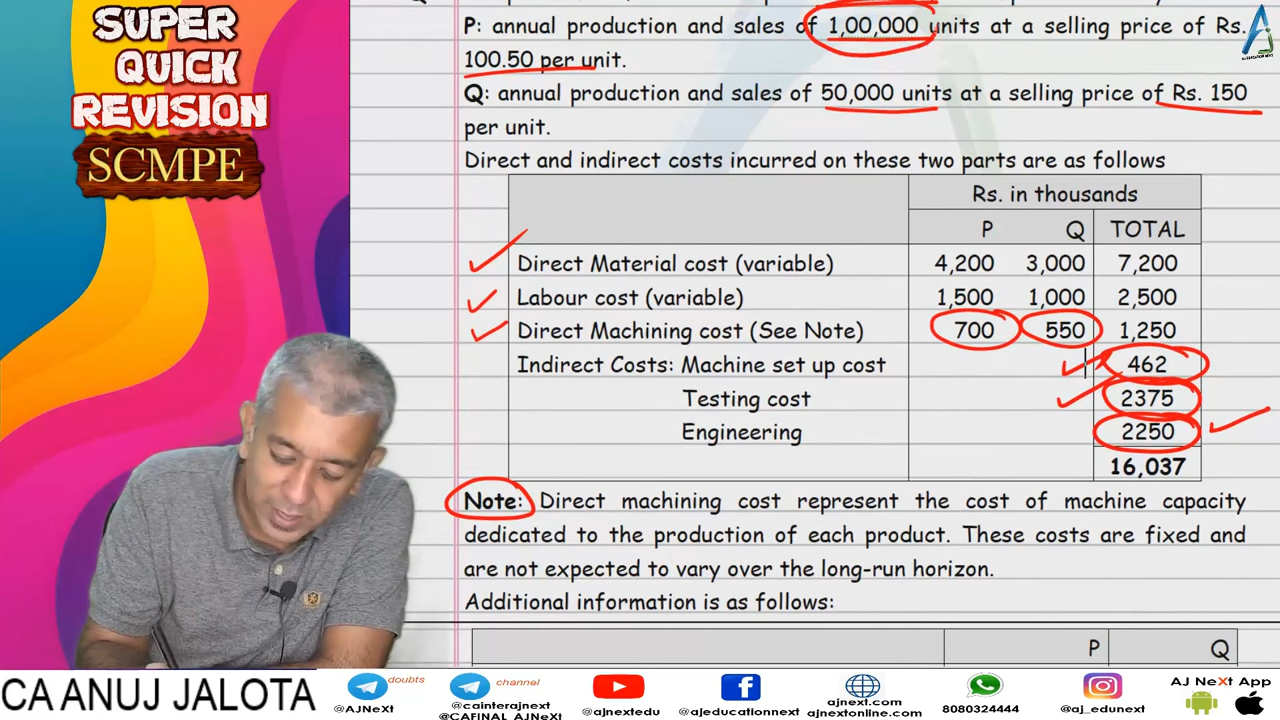 SUPER
QUICK
REVISION
SCMPE
P: annual production and sales of 1,00,000 units at a selling price of Rs.
100.50 per unit.
Q: annual production and sales of 50,000 units at a selling price of Rs. 150
per unit.
Direct and indirect costs incurred on these two parts are as follows
Rs. in thousands
P Q TOTAL
Direct Material cost (variable) 4,200 3,000 7,200
Labour cost (variable) 1,500 1,000 2,500
Direct Machining cost (See Note) 700 550 1,250
Indirect Costs: Machine set up cost 462
Testing cost 2375
Engineering 2250
16,037
Note: Direct machining cost represent the cost of machine capacity
dedicated to the production of each product. These costs are fixed and
are not expected to vary over the long-run horizon.
Additional information is as follows:
P Q
CA ANUJ JALOTA
doubts
@AJNeXt
channel
@cainterajnext
@CAFINAL_AJNeXt
@ajnextedu
@ajeducationnext
ajnext.com
ajnextonline.com
8080324444
@aj_edunext
AJ NeXt App